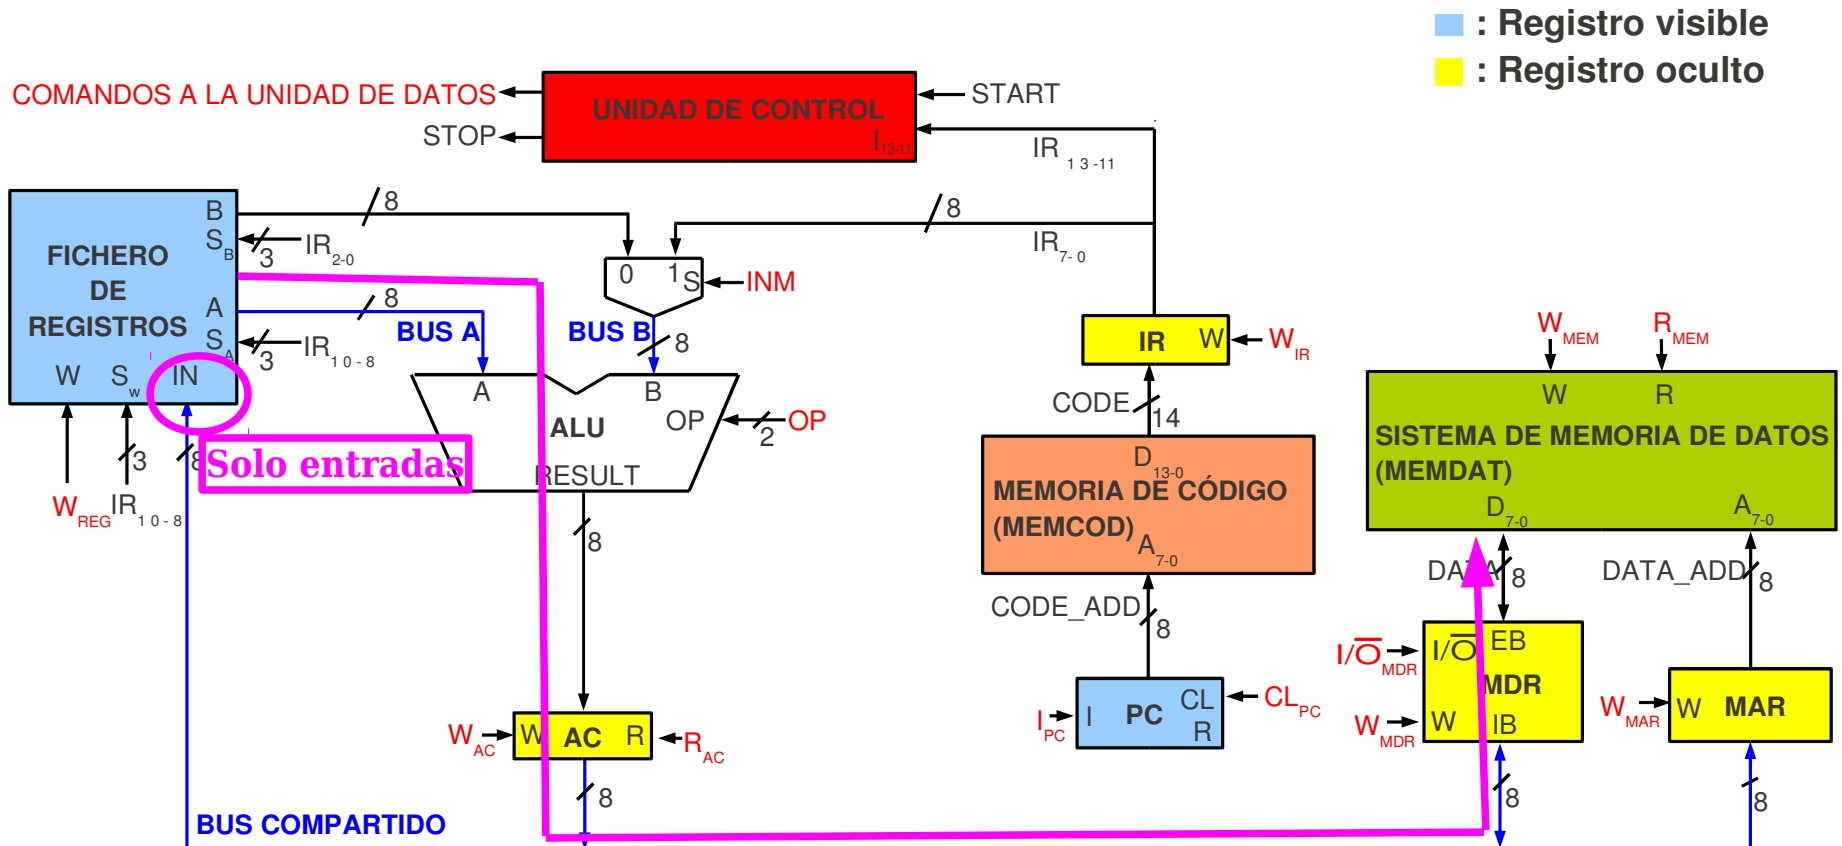 : Registro visible
: Registro oculto
COMANDOS A LA UNIDAD DE DATOS
UNIDAD DE CONTROL
START
STOP
I13-11
IR 13-11
B
8
8
SB
3
IR2-0
IR7-0
FICHERO
DE
REGISTROS
0
1
S
INM
A
8
BUS A
BUS B
8
SA
3
IR10-8
W
Sw
IN
IR
W
WIR
WMEM
RMEM
A
B
OP
2
OP
ALU
CODE
14
W
R
SISTEMA DE MEMORIA DE DATOS
(MEMDAT)
D7-0
A7-0
3
8
Solo entradas
RESULT
WREG
IR10-8
D13-0
MEMORIA DE CÓDIGO
(MEMCOD)
A7-0
8
DATA
8
DATA_ADD
8
CODE_ADD
8
I/OMDR
I/O
EB
MDR
WMDR
W
IB
IPC
I
PC
CL
R
CLPC
WMAR
W
MAR
WAC
W
AC
R
RAC
8
8
8
BUS COMPARTIDO